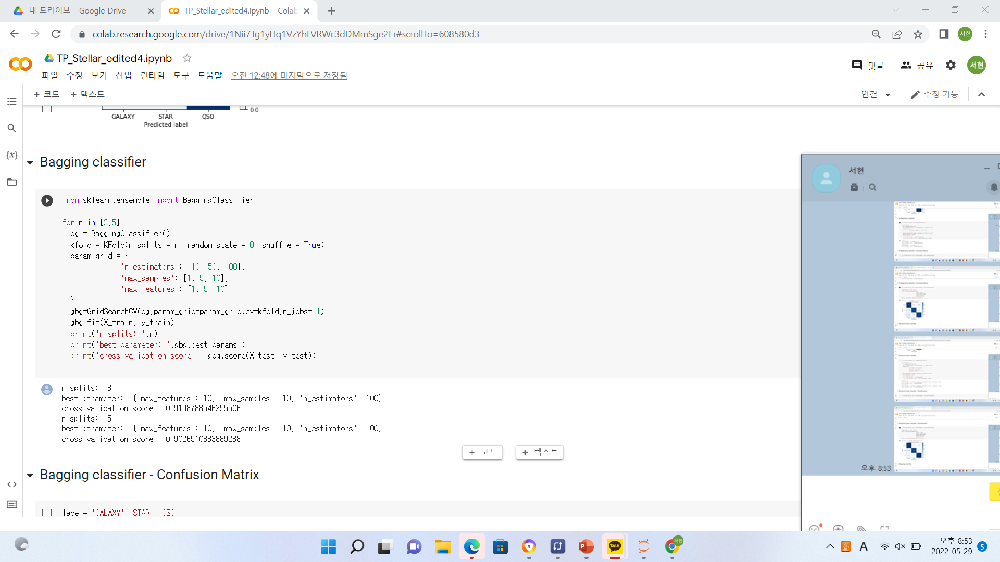 내 드라이브 - Google Drive
TP_Stellar_edited4.ipynb - Colab
colab.research.google.com/drive/1Nii7Tg1yITq1VzYhLVRWc3dDMmSge2Er#scrollTo=608580d3
서현
TP_Stellar_edited4.ipynb
파일 수정 보기 삽입 런타임 도구 도움말 오전 12:48에 마지막으로 저장됨
댓글 공유 서현
+ 코드 + 텍스트
연결 수정 가능
[ ]
0.0
GALAXY STAR QSO
Predicted label
{x}
Bagging classifier
from sklearn.ensemble import BaggingClassifier
for n in [3,5]:
bg = BaggingClassifier()
kfold = KFold(n_splits = n, random_state = 0, shuffle = True)
param_grid = {
'n_estimators': [10, 50, 100],
'max_samples': [1, 5, 10],
'max_features': [1, 5, 10]
}
gbg=GridSearchCV(bg,param_grid=param_grid,cv=kfold,n_jobs=-1)
gbg.fit(X_train, y_train)
print('n_splits: ',n)
print('best parameter: ',gbg.best_params_)
print('cross validation score: ',gbg.score(X_test, y_test))
n_splits: 3
best parameter: {'max_features': 10, 'max_samples': 10, 'n_estimators': 100}
cross validation score: 0.9198788546255506
n_splits: 5
best parameter: {'max_features': 10, 'max_samples': 10, 'n_estimators': 100}
cross validation score: 0.9026510383889238
+ 코드 + 텍스트
Bagging classifier - Confusion Matrix
[ ] label=['GALAXY','STAR','QSO']
서현
오후 8:53
TALK
서현
A
오후 8:53
2022-05-29
5